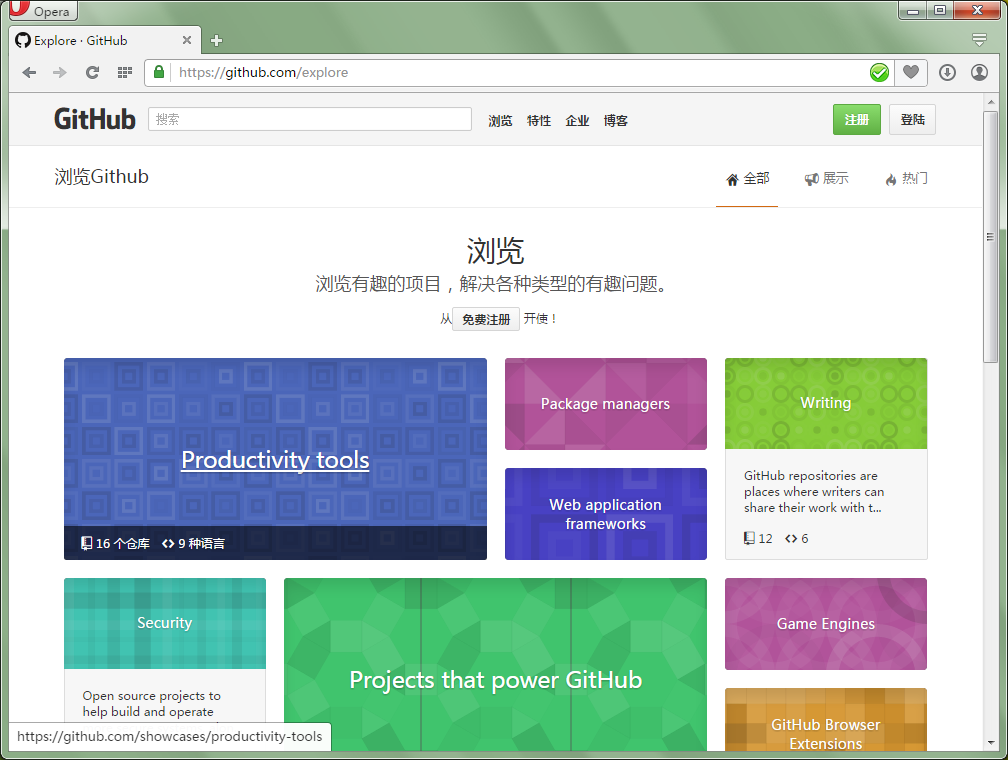 Opera
Explore · GitHub
https://github.com/explore
GitHub
搜索
浏览 特性 企业 博客
注册
登陆
浏览Github
全部
展示
热门
浏览
浏览有趣的项目，解决各种类型的有趣问题。
从 免费注册 开使！
Productivity tools
16 个仓库 9 种语言
Package managers
Web application
frameworks
Writing
GitHub repositories are
places where writers can
share their work with t...
12 6
Security
Open source projects to
help build and operate
Projects that power GitHub
Game Engines
GitHub Browser
Extensions
https://github.com/showcases/productivity-tools